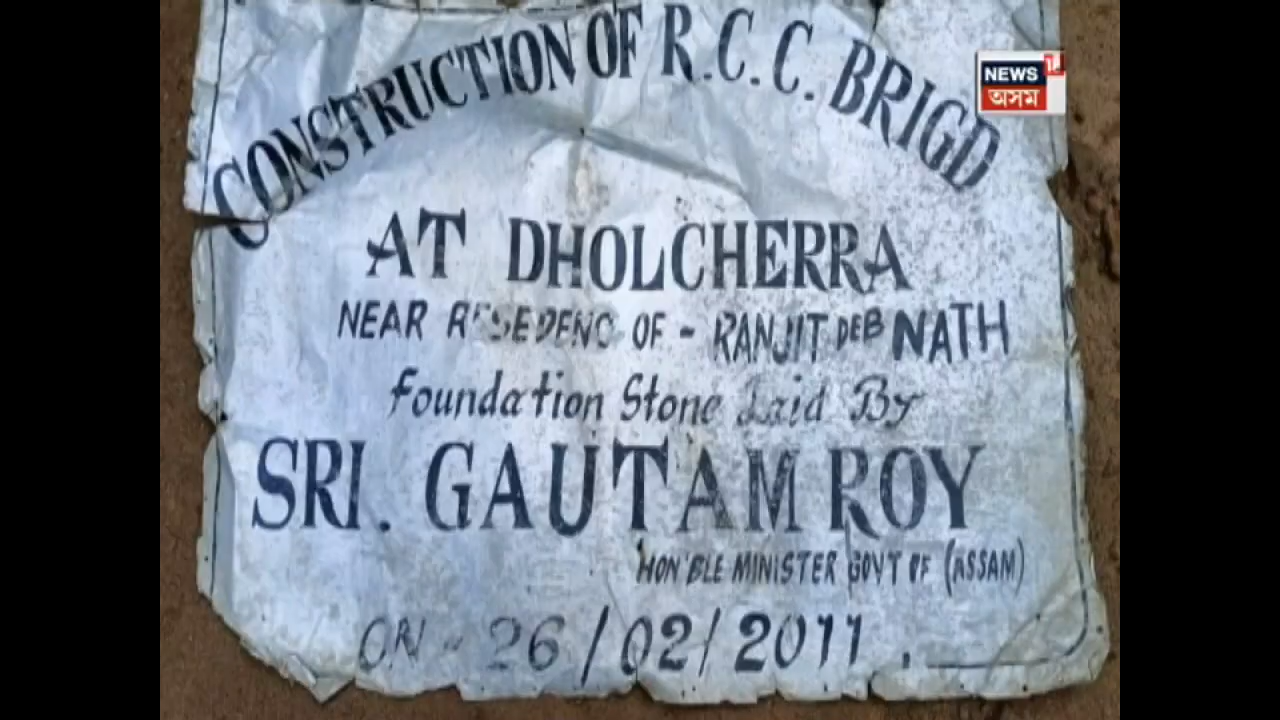 CONSTRUCTION OF R.C.C. BRIGD
AT DHOLCHERRA
NEAR RESEDENC OF - RANJIT DEB NATH
Foundation Stone Laid By
SRI. GAUTAM ROY
HON'BLE MINISTER GOVT OF (ASSAM)
ON - 26/02/2011.
NEWS 18
অসম